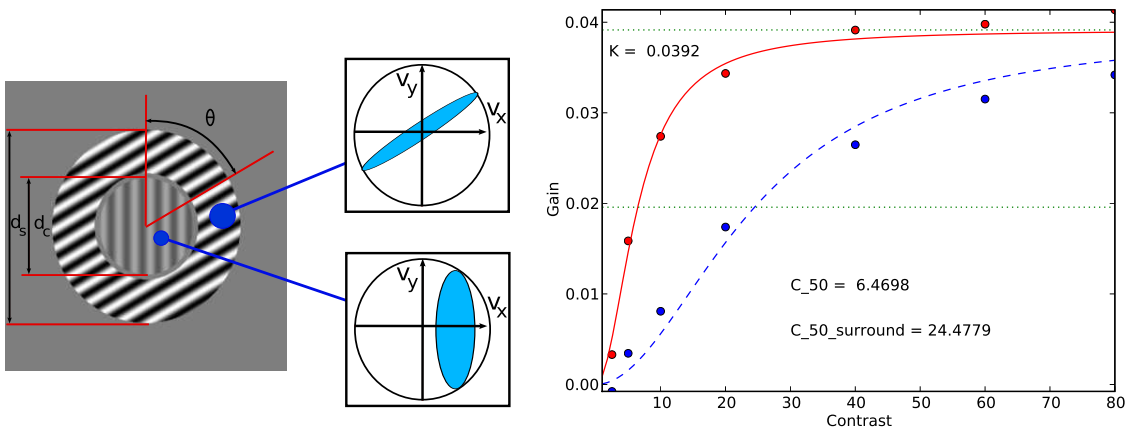 θ
d_s d_c
v_y
v_x
v_y
v_x
0.04
K = 0.0392
0.03
Gain
0.02
C_50 = 6.4698
0.01
C_50_surround = 24.4779
0.00
10 20 30 40 50 60 70 80
Contrast